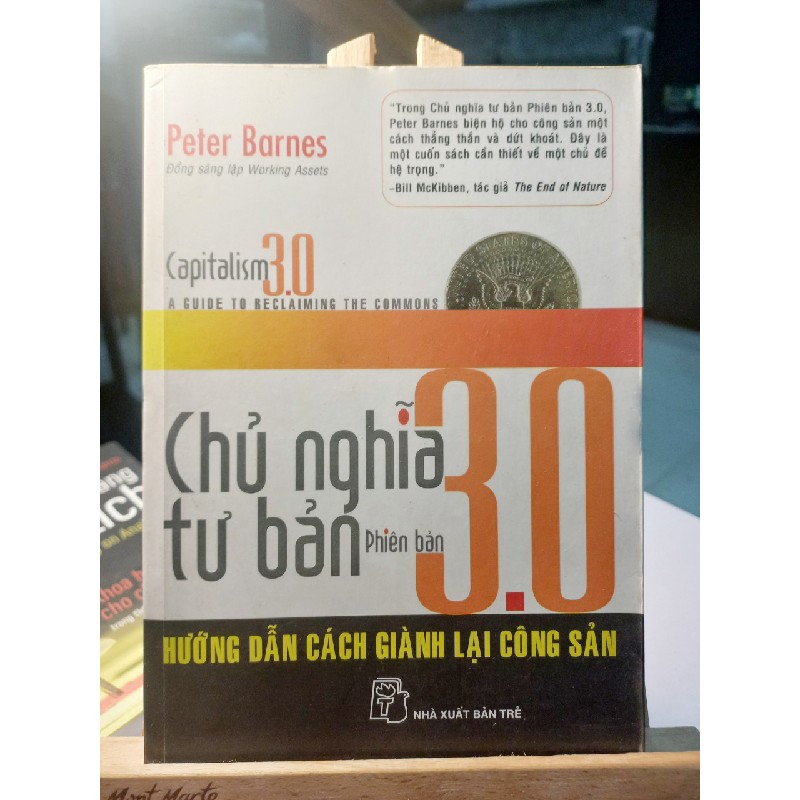 "Trong Chủ nghĩa tư bản Phiên bản 3.0,
Peter Barnes biện hộ cho công sản một
cách thẳng thắn và dứt khoát. Đây là
một cuốn sách cần thiết về một chủ đề
hệ trọng."
–Bill McKibben, tác giả The End of Nature
Peter Barnes
Đồng sáng lập Working Assets
Capitalism 3.0
A GUIDE TO RECLAIMING THE COMMONS
Chủ nghĩa
tư bản Phiên bản 3.0
HƯỚNG DẪN CÁCH GIÀNH LẠI CÔNG SẢN
T
NHÀ XUẤT BẢN TRẺ
Mont Marte